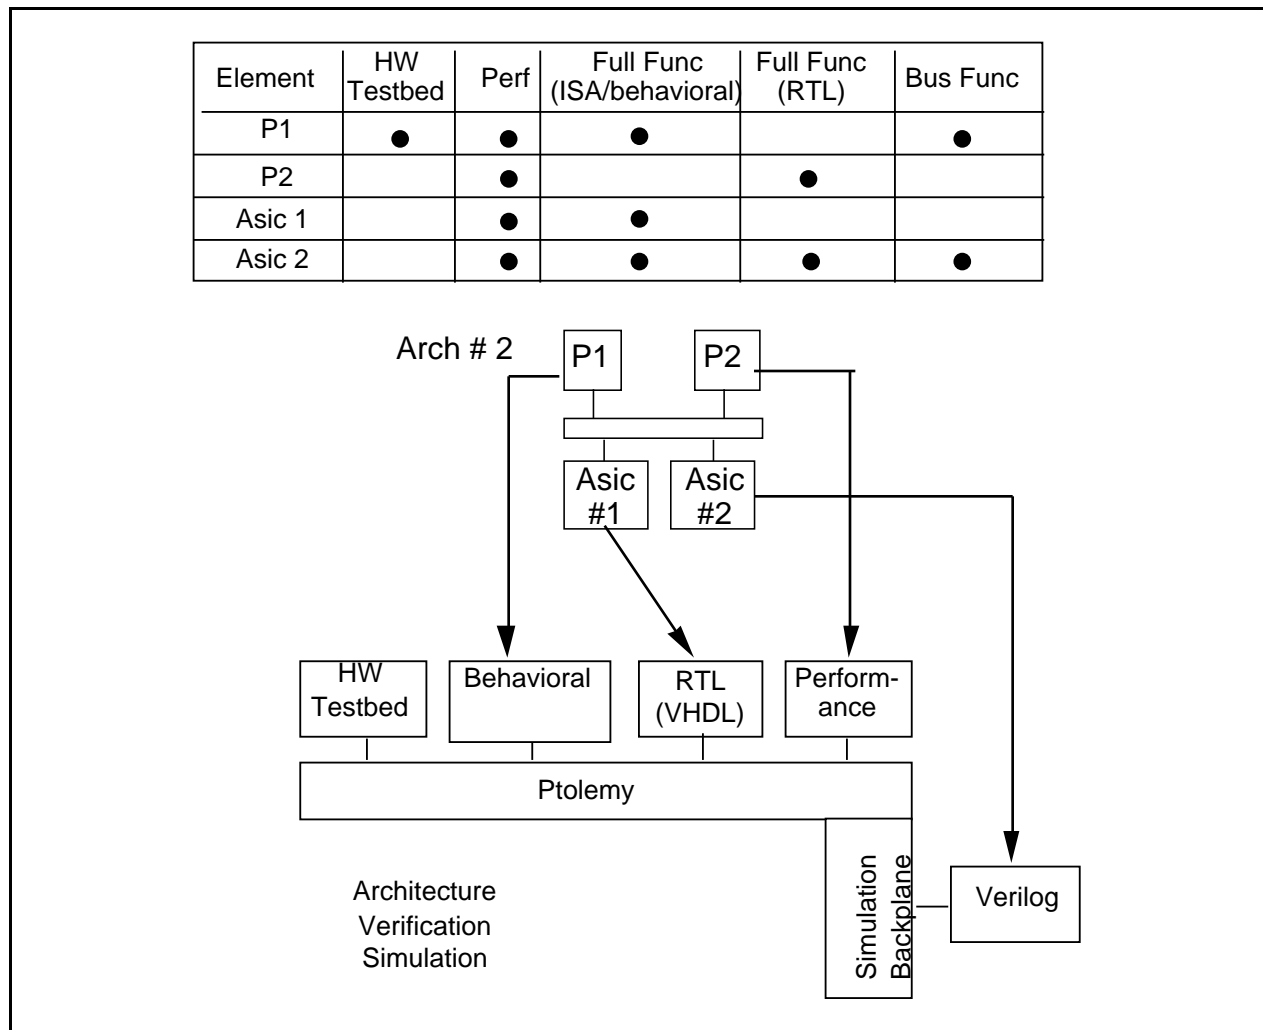 Element HW Testbed Perf Full Func (ISA/behavioral) Full Func (RTL) Bus Func
P1 ● ● ● ●
P2 ● ●
Asic 1 ● ●
Asic 2 ● ● ● ●
Arch # 2
P1
P2
Asic
#1
Asic
#2
HW
Testbed
Behavioral
RTL
(VHDL)
Perform-
ance
Ptolemy
Simulation
Backplane
Verilog
Architecture
Verification
Simulation